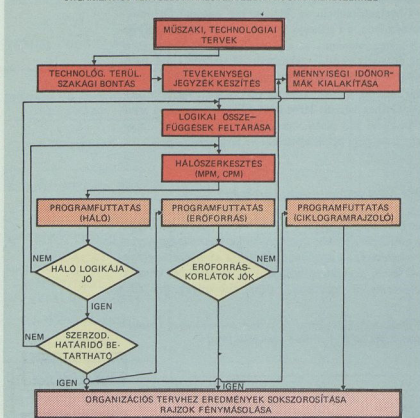 MŰSZAKI, TECHNOLÓGIAI
TERVEK
TECHNOLÓG. TERÜL.
SZAKÁGI BONTÁS
TEVÉKENYSÉGI
JEGYZÉK KÉSZÍTÉS
MENNYISÉGI IDŐNOR-
MÁK KIALAKÍTÁSA
LOGIKAI ÖSSZE-
FÜGGÉSEK FELTÁRÁSA
HÁLÓSZERKESZTÉS
(MPM, CPM)
PROGRAMFUTTATÁS
(HÁLÓ)
PROGRAMFUTTATÁS
(ERŐFORRÁS)
PROGRAMFUTTATÁS
(CIKLOGRAMRAJZOLÓ)
NEM
HÁLÓ LOGIKÁJA
JÓ
NEM
ERŐFORRÁS-
KORLÁTOK JÓK
IGEN
NEM
SZERZOD.
HATÁRIDŐ BE-
TARTHATÓ
IGEN
IGEN
ORGANIZÁCIÓS TERVHEZ EREDMÉNYEK SOKSZOROSÍTÁSA
RAJZOK FÉNYMÁSOLÁSA